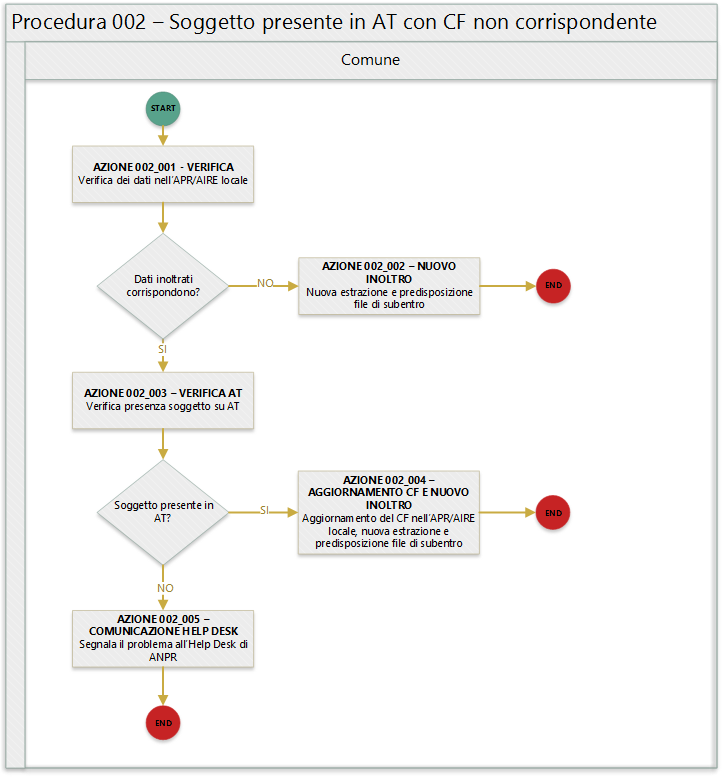 Procedura 002 – Soggetto presente in AT con CF non corrispondente
Comune
START
AZIONE 002_001 - VERIFICA
Verifica dei dati nell'APR/AIRE locale
Dati inoltrati
corrispondono?
NO
AZIONE 002_002 – NUOVO
INOLTRO
Nuova estrazione e predisposizione
file di subentro
END
SI
AZIONE 002_003 – VERIFICA AT
Verifica presenza soggetto su AT
Soggetto presente in
AT?
SI
AZIONE 002_004 –
AGGIORNAMENTO CF E NUOVO
INOLTRO
Aggiornamento del CF nell'APR/AIRE
locale, nuova estrazione e
predisposizione file di subentro
END
NO
AZIONE 002_005 –
COMUNICAZIONE HELP DESK
Segnala il problema all'Help Desk di
ANPR
END